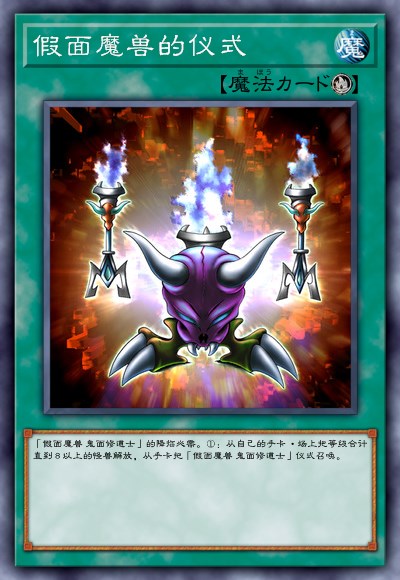 假面魔兽的仪式
魔
【魔法カード】
まほう
「假面魔兽 鬼面修道士」的降临必需。①：从自己的手卡·场上把等级合计
直到8以上的怪兽解放，从手卡把「假面魔兽 鬼面修道士」仪式召唤。